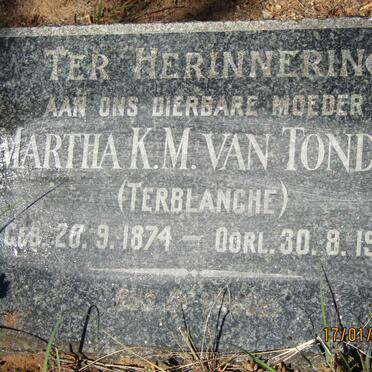 TER HERINNERING
AAN ONS DIERBARE MOEDER
MARTHA K.M. VAN TOND
(TERBLANCHE)
GEB. 20.9.1874 — OORL. 30.8.19
17/01/